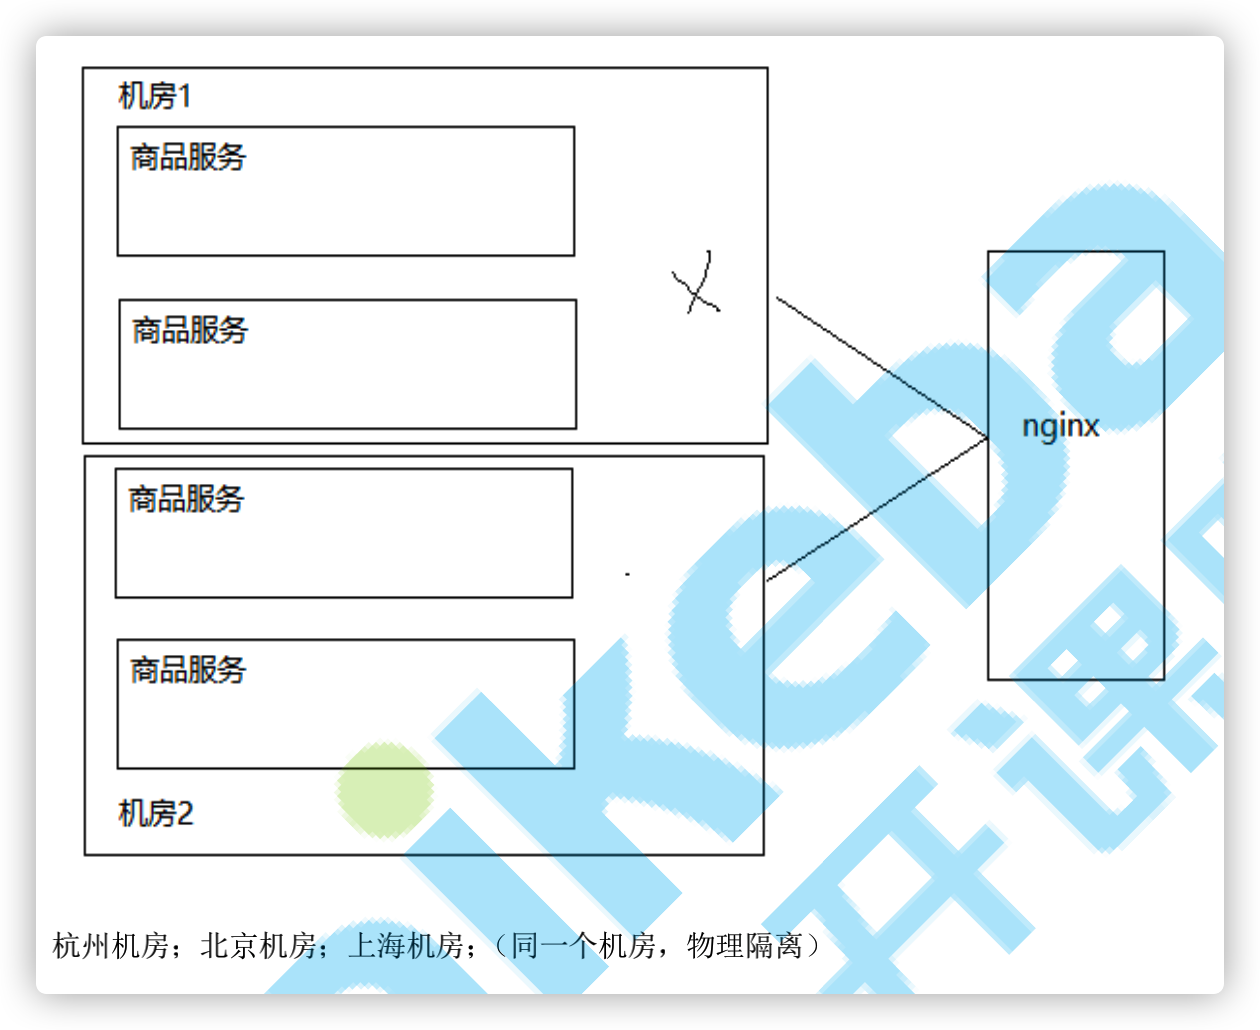 机房1
商品服务
商品服务
nginx
商品服务
商品服务
机房2
杭州机房；北京机房；上海机房；（同一个机房，物理隔离）
ikeba
开课吧